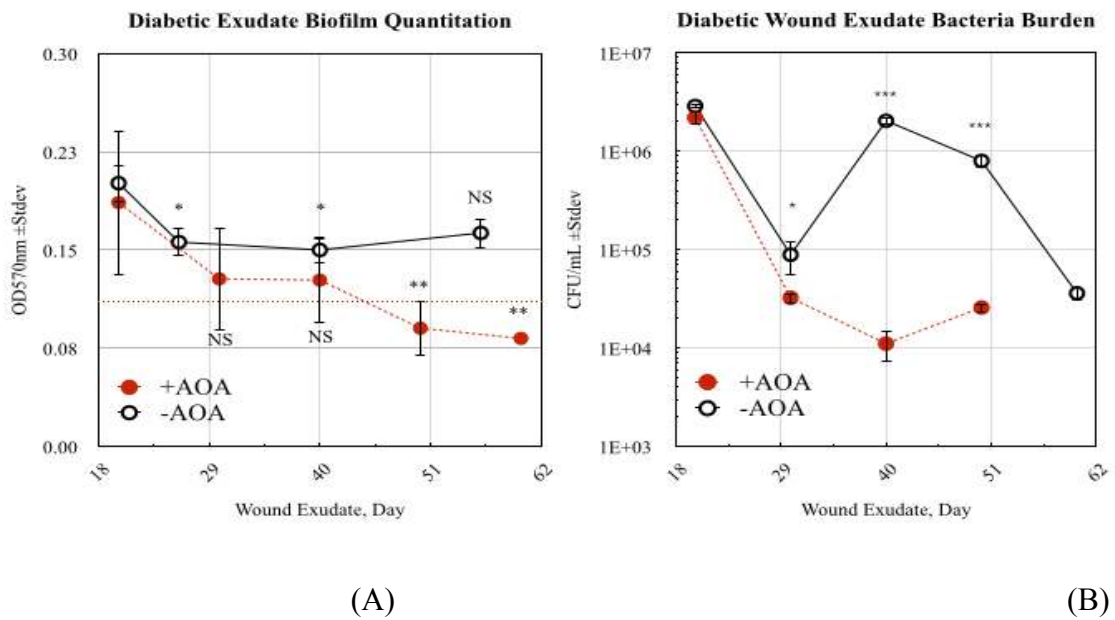 Diabetic Exudate Biofilm Quantitation
0.30
0.23
0.15
0.08
0.00
OD570nm ±Stdev
*
*
NS
**
**
NS
NS
+AOA
-AOA
18
29
40
51
62
Wound Exudate, Day
(A)
Diabetic Wound Exudate Bacteria Burden
1E+07
1E+06
1E+05
1E+04
1E+03
CFU/mL ±Stdev
***
***
*
+AOA
-AOA
18
29
40
51
62
Wound Exudate, Day
(B)